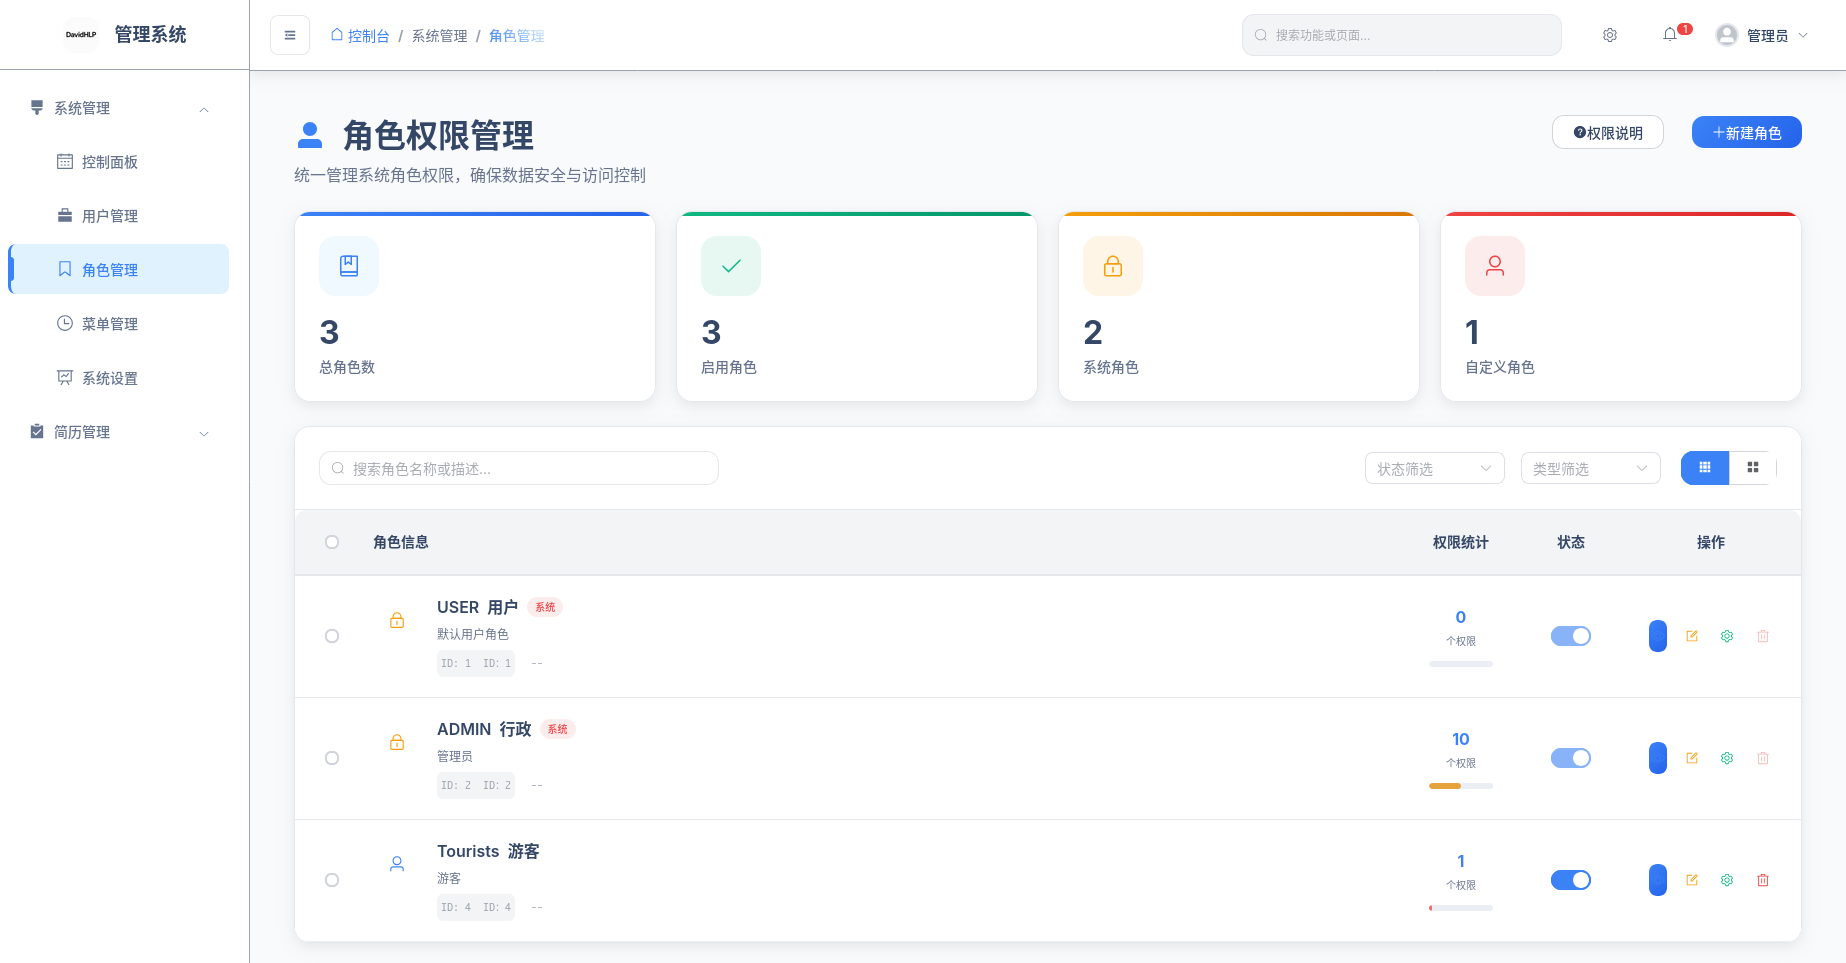 DavidHLP
管理系统
控制台 / 系统管理 / 角色管理
搜索功能或页面...
1
管理员
系统管理
控制面板
用户管理
角色管理
菜单管理
系统设置
简历管理
角色权限管理
统一管理系统角色权限，确保数据安全与访问控制
权限说明
新建角色
3
总角色数
3
启用角色
2
系统角色
1
自定义角色
搜索角色名称或描述...
状态筛选
类型筛选
角色信息 权限统计 状态 操作
USER 用户 系统
默认用户角色
ID: 1 ID: 1 --
0
个权限
ADMIN 行政 系统
管理员
ID: 2 ID: 2 --
10
个权限
Tourists 游客
游客
ID: 4 ID: 4 --
1
个权限